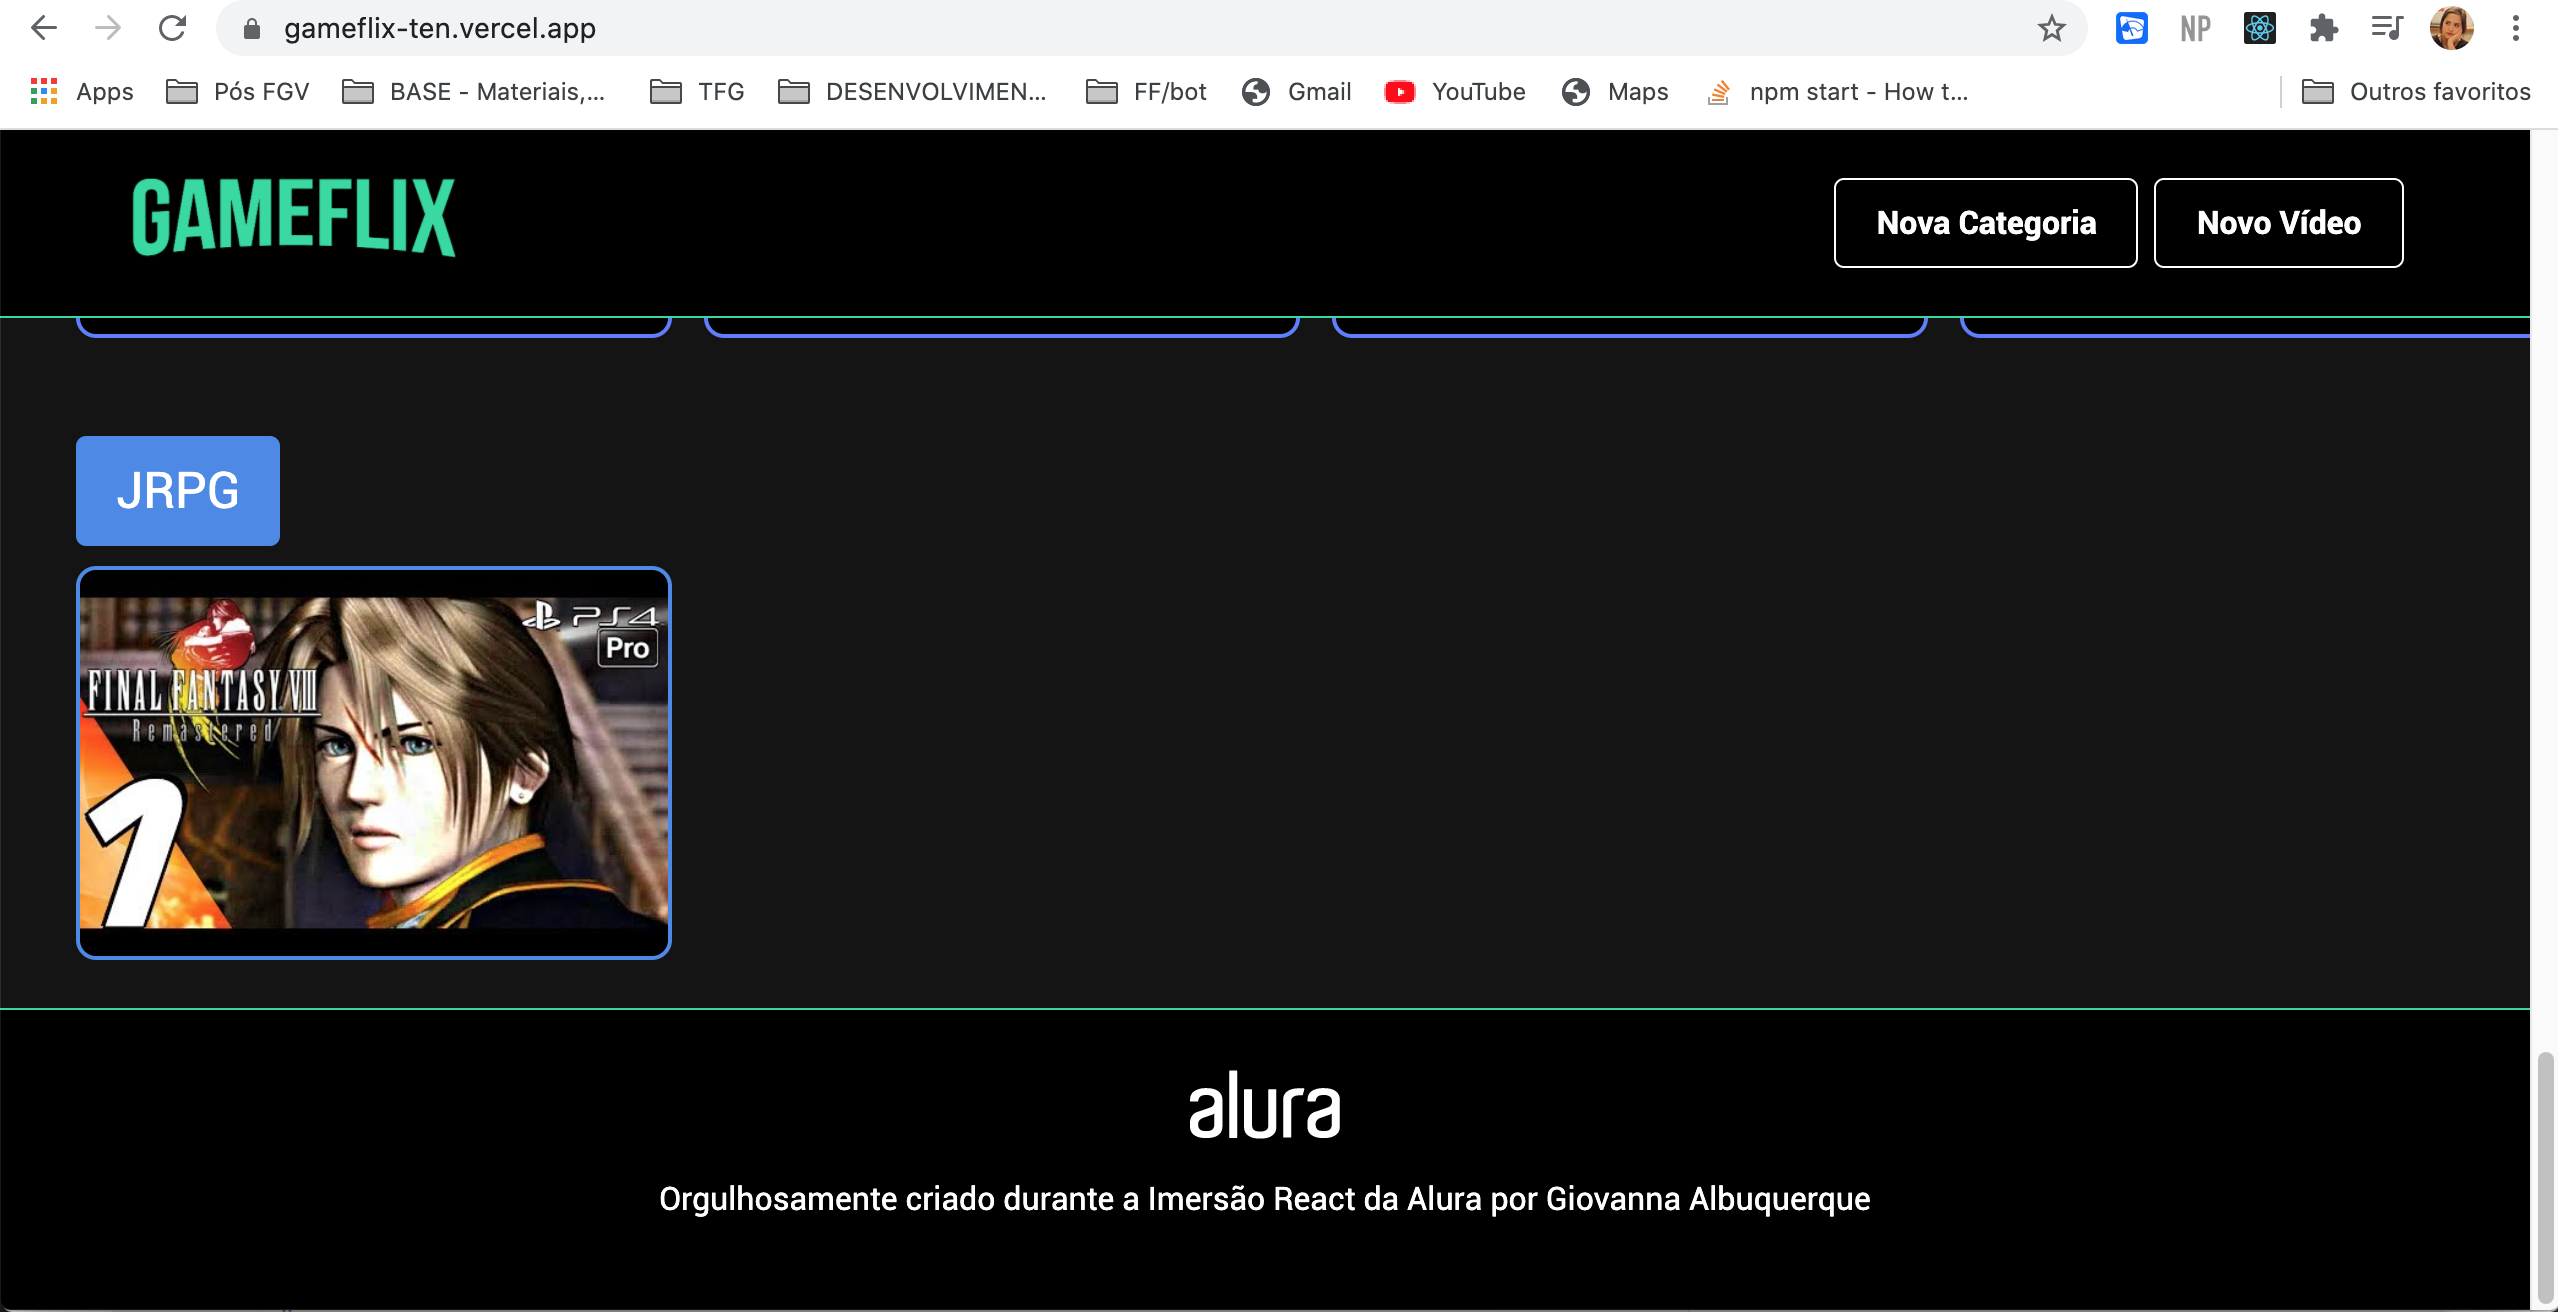 gameflix-ten.vercel.app
NP
Apps Pós FGV BASE - Materiais,... TFG DESENVOLVIMEN... FF/bot Gmail YouTube Maps npm start - How t... Outros favoritos
GAMEFLIX Nova Categoria Novo Vídeo
JRPG
PS4
Pro
FINAL FANTASY VIII
Remastered
1
alura
Orgulhosamente criado durante a Imersão React da Alura por Giovanna Albuquerque